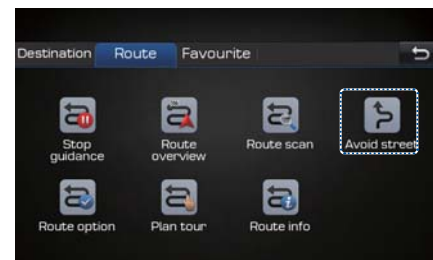 Destination Route Favourite
Stop guidance
Route overview
Route scan
Avoid street
Route option
Plan tour
Route info